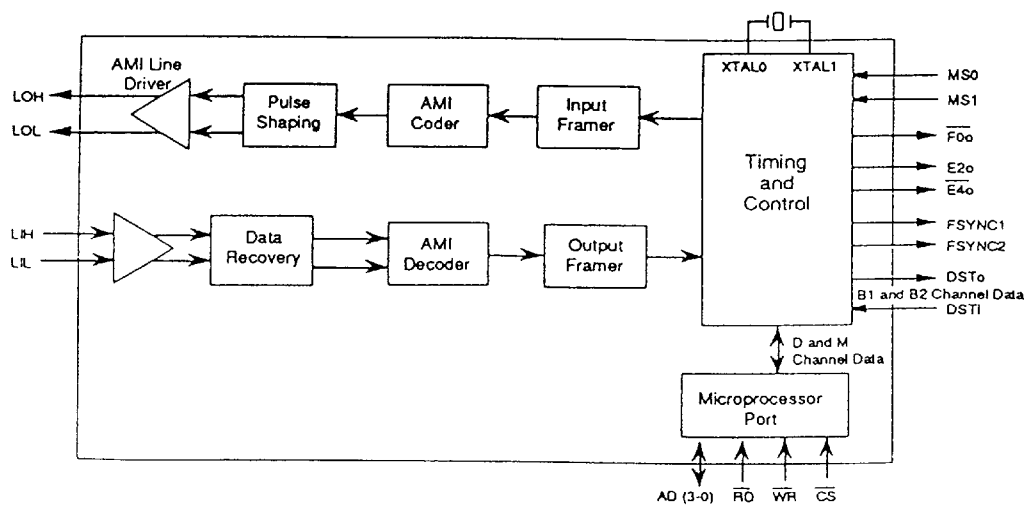 XTAL0 XTAL1
AMI Line
Driver
LOH
LOL
Pulse
Shaping
AMI
Coder
Input
Framer
Timing
and
Control
MS0
MS1
F0o
E2o
E4o
FSYNC1
FSYNC2
DSTo
B1 and B2 Channel Data
DSTi
LIH
LIL
Data
Recovery
AMI
Decoder
Output
Framer
D and M
Channel Data
Microprocessor
Port
AD (3-0) RD WR CS